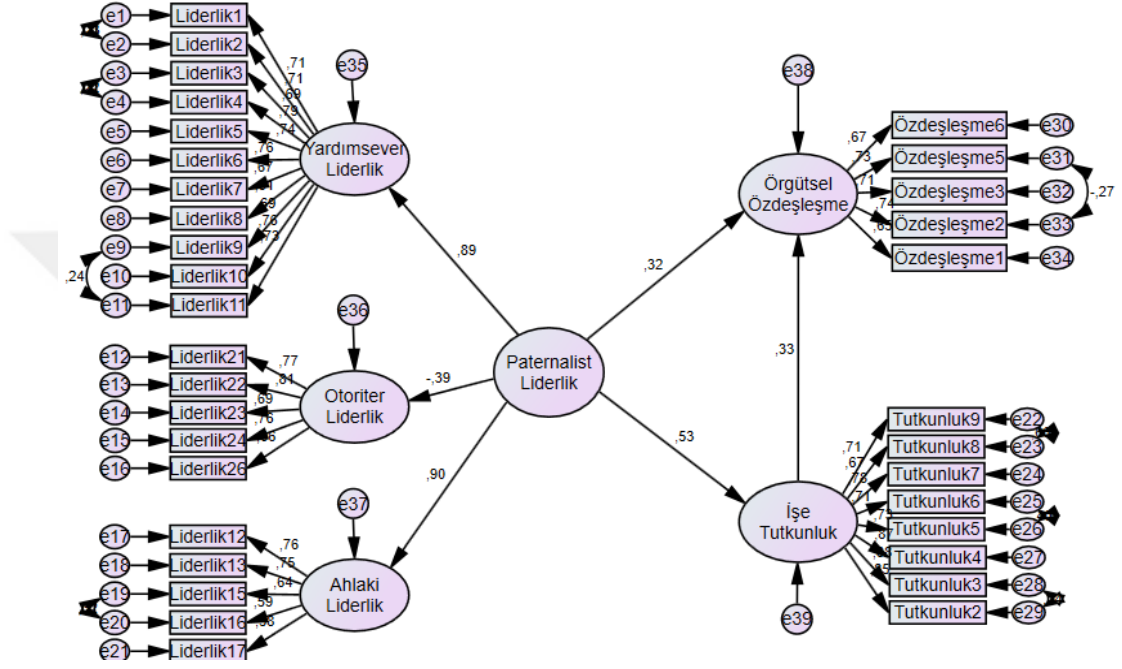 e1
Liderlik1
e2
Liderlik2
e3
Liderlik3
e4
Liderlik4
e5
Liderlik5
e6
Liderlik6
e7
Liderlik7
e8
Liderlik8
e9
Liderlik9
e10
Liderlik10
e11
Liderlik11
,24
,71
,71
,69
,79
,74
,76
,67
,69
,76
,73
e35
Yardımsever
Liderlik
,89
e12
Liderlik21
e13
Liderlik22
e14
Liderlik23
e15
Liderlik24
e16
Liderlik26
,77
,81
,69
,76
e36
Otoriter
Liderlik
-,39
e17
Liderlik12
e18
Liderlik13
e19
Liderlik15
e20
Liderlik16
e21
Liderlik17
,76
,75
,64
,59
e37
Ahlaki
Liderlik
,90
Paternalist
Liderlik
,32
,53
,33
e38
Örgütsel
Özdeşleşme
,67
,73
,71
,74
Özdeşleşme6
e30
Özdeşleşme5
e31
Özdeşleşme3
e32
Özdeşleşme2
e33
Özdeşleşme1
e34
-,27
İşe
Tutkunluk
e39
,71
,67
,78
,71
,73
Tutkunluk9
e22
Tutkunluk8
e23
Tutkunluk7
e24
Tutkunluk6
e25
Tutkunluk5
e26
Tutkunluk4
e27
Tutkunluk3
e28
Tutkunluk2
e29